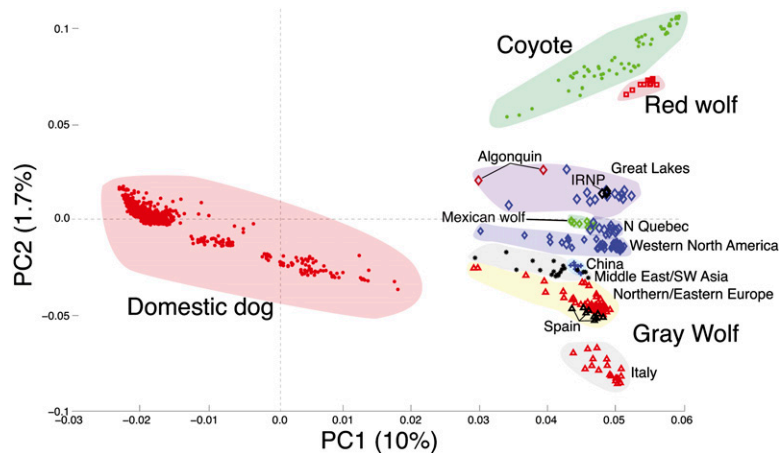 0.1
Coyote
0.05
Red wolf
Algonquin
Great Lakes
IRNP
Mexican wolf
N Quebec
0.0
Western North America
China
Middle East/SW Asia
Northern/Eastern Europe
Domestic dog
-0.05
Spain
Gray Wolf
Italy
-0.1
PC2 (1.7%)
-0.03
-0.02
-0.01
0.0
0.01
0.02
0.03
0.04
0.05
0.06
PC1 (10%)